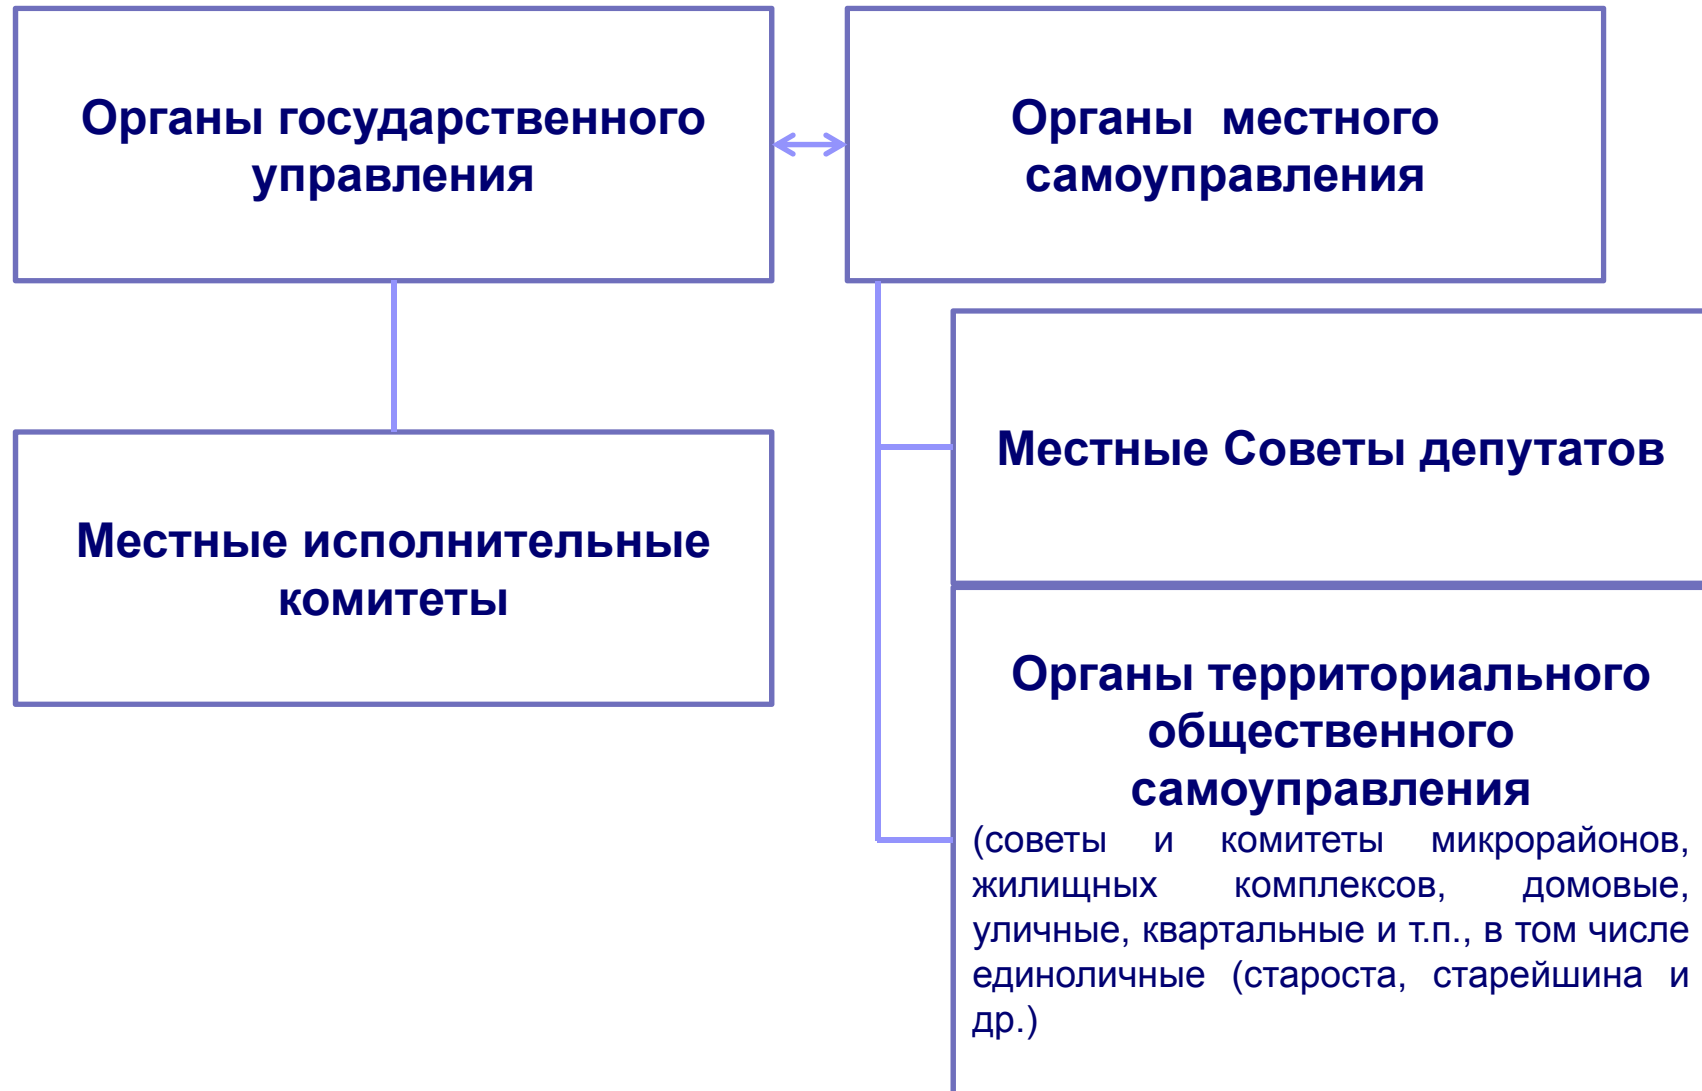 Органы государственного
управления
Органы местного
самоуправления
Местные исполнительные
комитеты
Местные Советы депутатов
Органы территориального
общественного
самоуправления
(советы и комитеты микрорайонов,
жилищных комплексов, домовые,
уличные, квартальные и т.п., в том числе
единоличные (староста, старейшина и
др.)